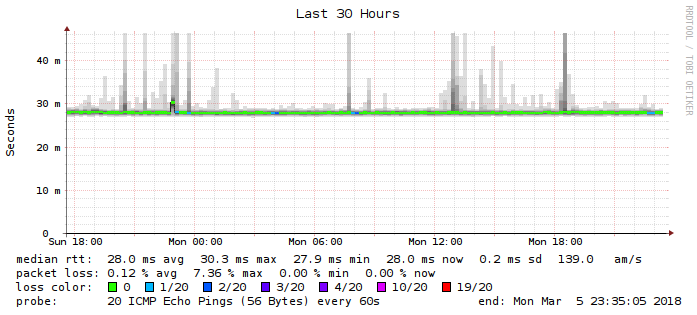 Last 30 Hours
RRDTOOL / TOBI OETIKER
Seconds
40 m
30 m
20 m
10 m
0
Sun 18:00 Mon 00:00 Mon 06:00 Mon 12:00 Mon 18:00
median rtt: 28.0 ms avg 30.3 ms max 27.9 ms min 28.0 ms now 0.2 ms sd 139.0 am/s
packet loss: 0.12 % avg 7.36 % max 0.00 % min 0.00 % now
loss color: 0 1/20 2/20 3/20 4/20 10/20 19/20
probe: 20 ICMP Echo Pings (56 Bytes) every 60s end: Mon Mar 5 23:35:05 2018